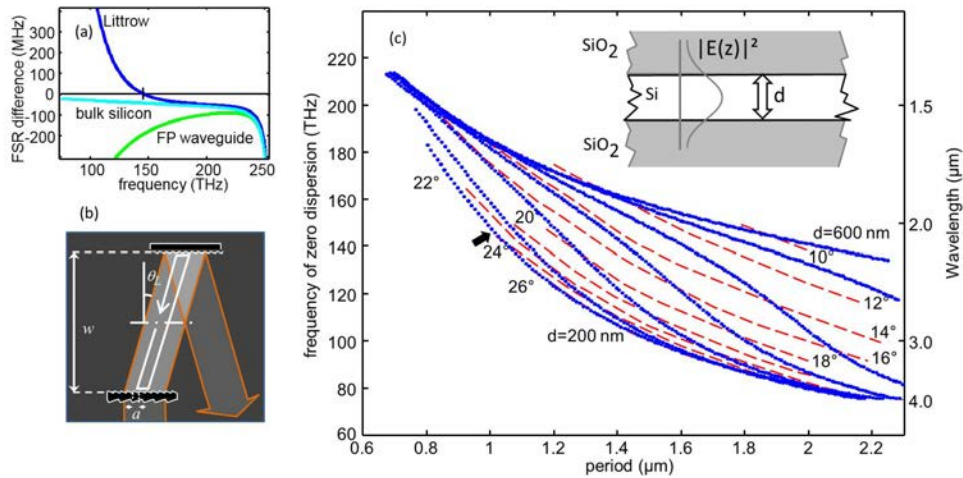 (a)
Littrow
bulk silicon
FP waveguide
FSR difference (MHz)
400
300
200
100
0
-100
-200
100
150
200
250
frequency (THz)
(b)
θL
w
a
(c)
SiO2
|E(z)|²
Si
d
SiO2
frequency of zero dispersion (THz)
220
200
180
160
140
120
100
80
60
22°
24°
26°
20
d=200 nm
d=600 nm
10°
12°
14°
16°
18°
0.6
0.8
1
1.2
1.4
1.6
1.8
2
2.2
period (µm)
Wavelength (µm)
1.5
2.0
3.0
4.0